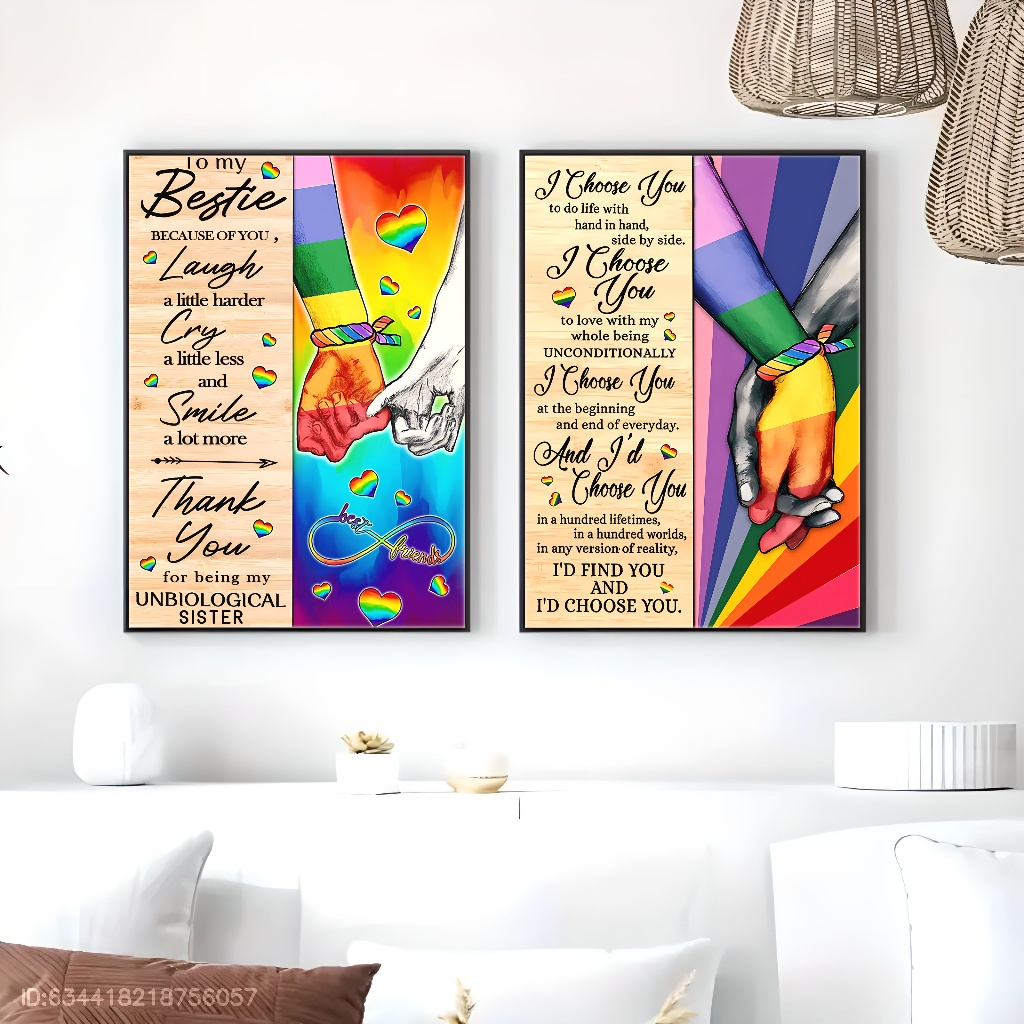 To my
Bestie
BECAUSE OF YOU ,
Laugh
a little harder
Cry
a little less
and
Smile
a lot more
Thank
You
for being my
UNBIOLOGICAL
SISTER
best
friends
I Choose You
to do life with
hand in hand,
side by side.
I Choose
You
to love with my
whole being
UNCONDITIONALLY
I Choose You
at the beginning
and end of everyday.
And I'd
Choose You
in a hundred lifetimes,
in a hundred worlds,
in any version of reality,
I'D FIND YOU
AND
I'D CHOOSE YOU.
ID:634418218756057